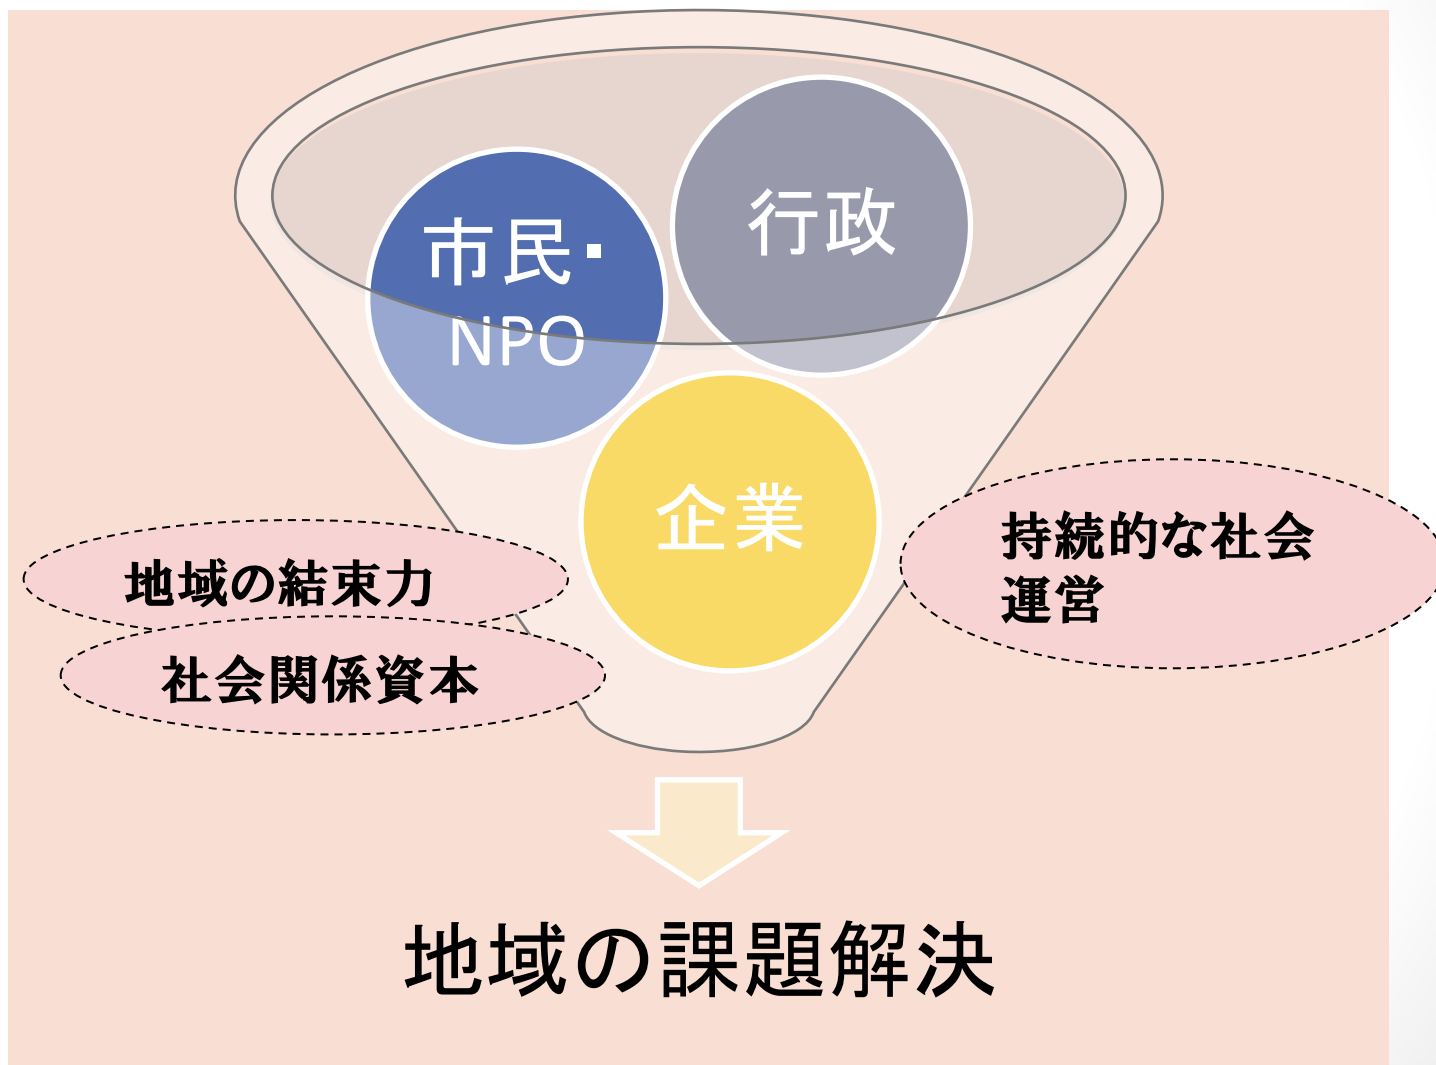 行政
市民・
NPO
企業
持続的な社会
運営
地域の結束力
社会関係資本
地域の課題解決